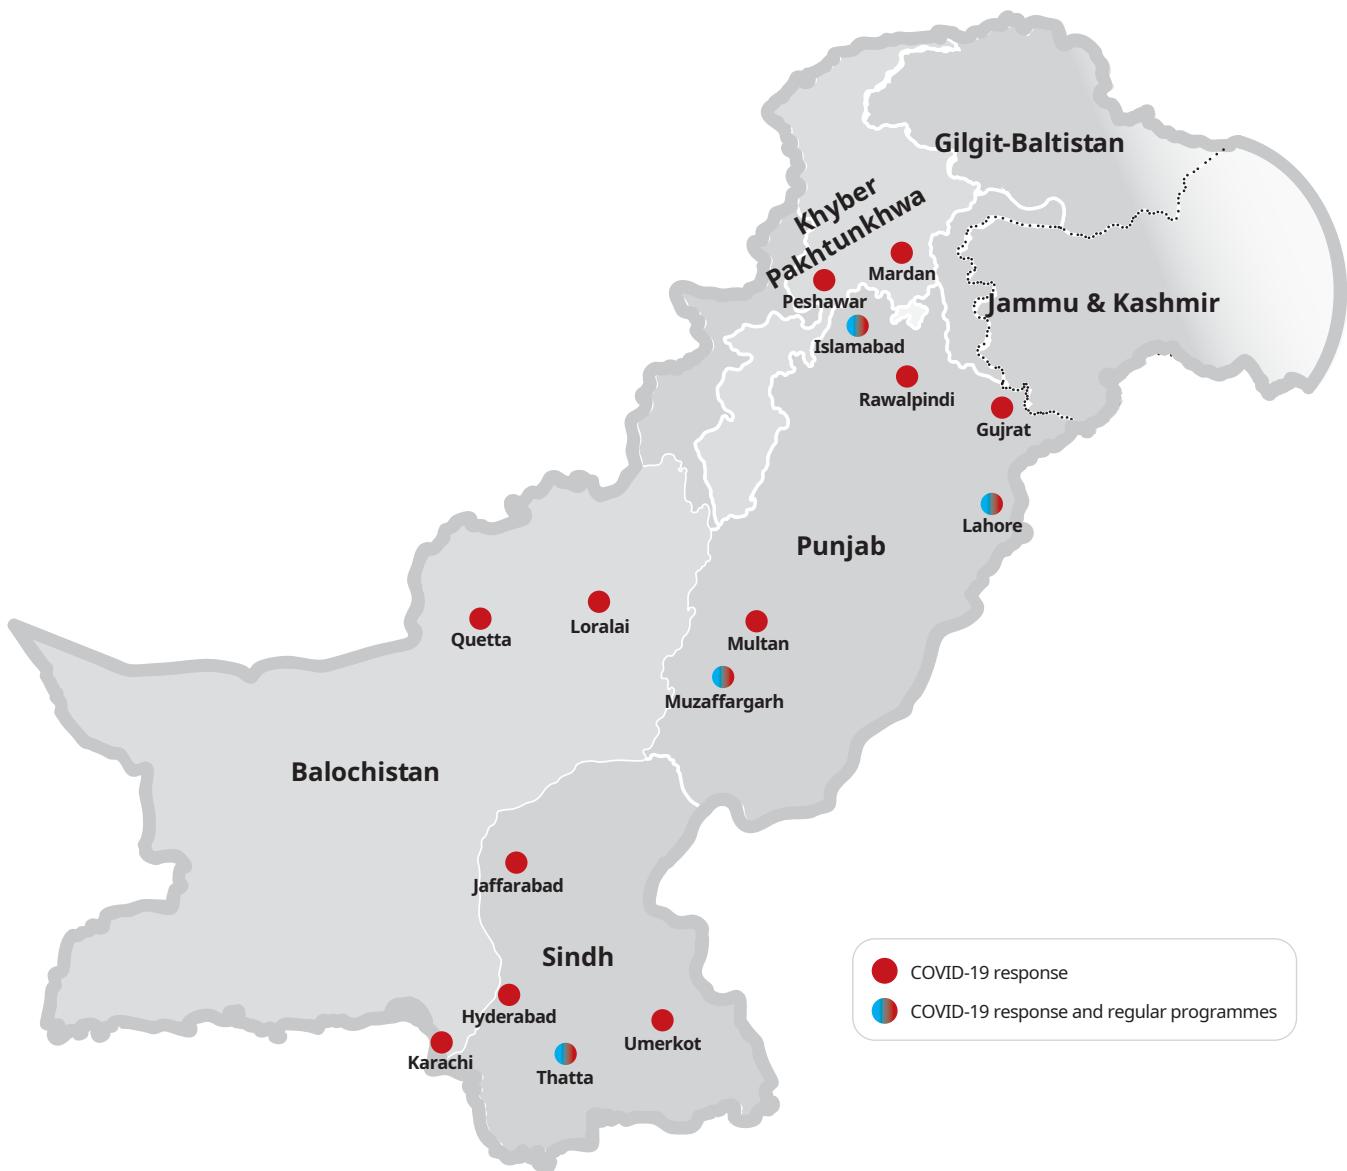 Gilgit-Baltistan
Khyber
Pakhtunkhwa
Mardan
Peshawar
Jammu & Kashmir
Islamabad
Rawalpindi
Gujrat
Lahore
Punjab
Loralai
Quetta
Multan
Muzaffargarh
Balochistan
Jaffarabad
Sindh
Hyderabad
Umerkot
Karachi
Thatta
COVID-19 response
COVID-19 response and regular programmes